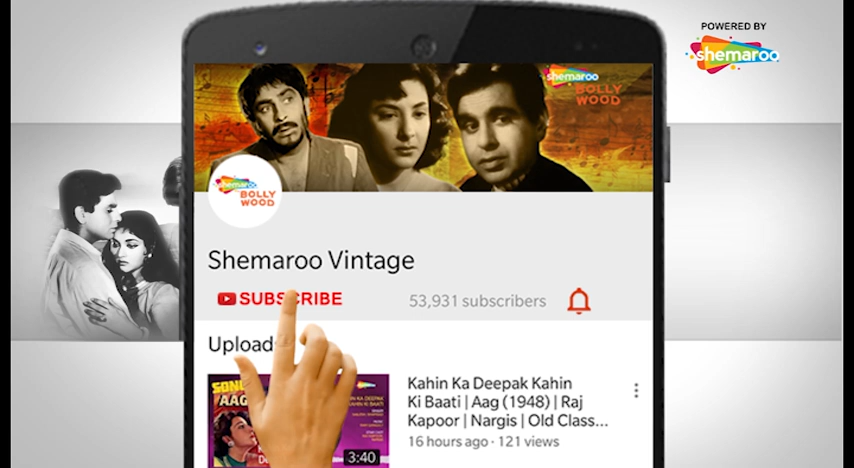 POWERED BY
shemaroo
shemaroo
BOLLY
WOOD
shemaroo
BOLLY
WOOD
Shemaroo Vintage
SUBSCRIBE
53,931 subscribers
Upload
Kahin Ka Deepak Kahin
Ki Baati | Aag (1948) | Raj
Kapoor | Nargis | Old Class...
16 hours ago · 121 views
AAG
3:40